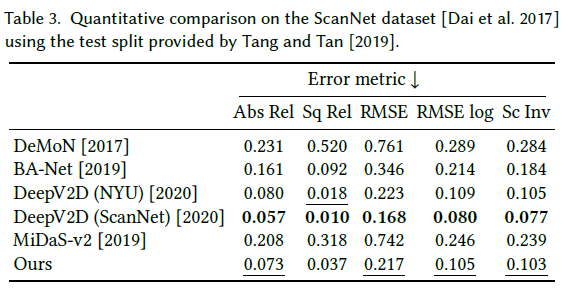 Table 3. Quantitative comparison on the ScanNet dataset [Dai et al. 2017]
using the test split provided by Tang and Tan [2019].
Error metric ↓
Abs Rel Sq Rel RMSE RMSE log Sc Inv
DeMoN [2017] 0.231 0.520 0.761 0.289 0.284
BA-Net [2019] 0.161 0.092 0.346 0.214 0.184
DeepV2D (NYU) [2020] 0.080 0.018 0.223 0.109 0.105
DeepV2D (ScanNet) [2020] 0.057 0.010 0.168 0.080 0.077
MiDaS-v2 [2019] 0.208 0.318 0.742 0.246 0.239
Ours 0.073 0.037 0.217 0.105 0.103